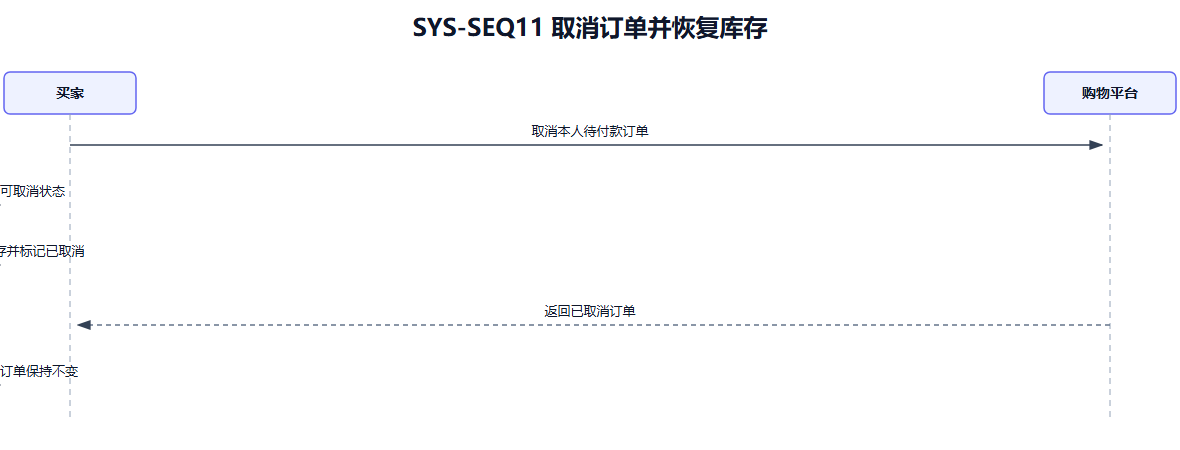 SYS-SEQ11 取消订单并恢复库存
买家
购物平台
取消本人待付款订单
可取消状态
存并标记已取消
返回已取消订单
订单保持不变